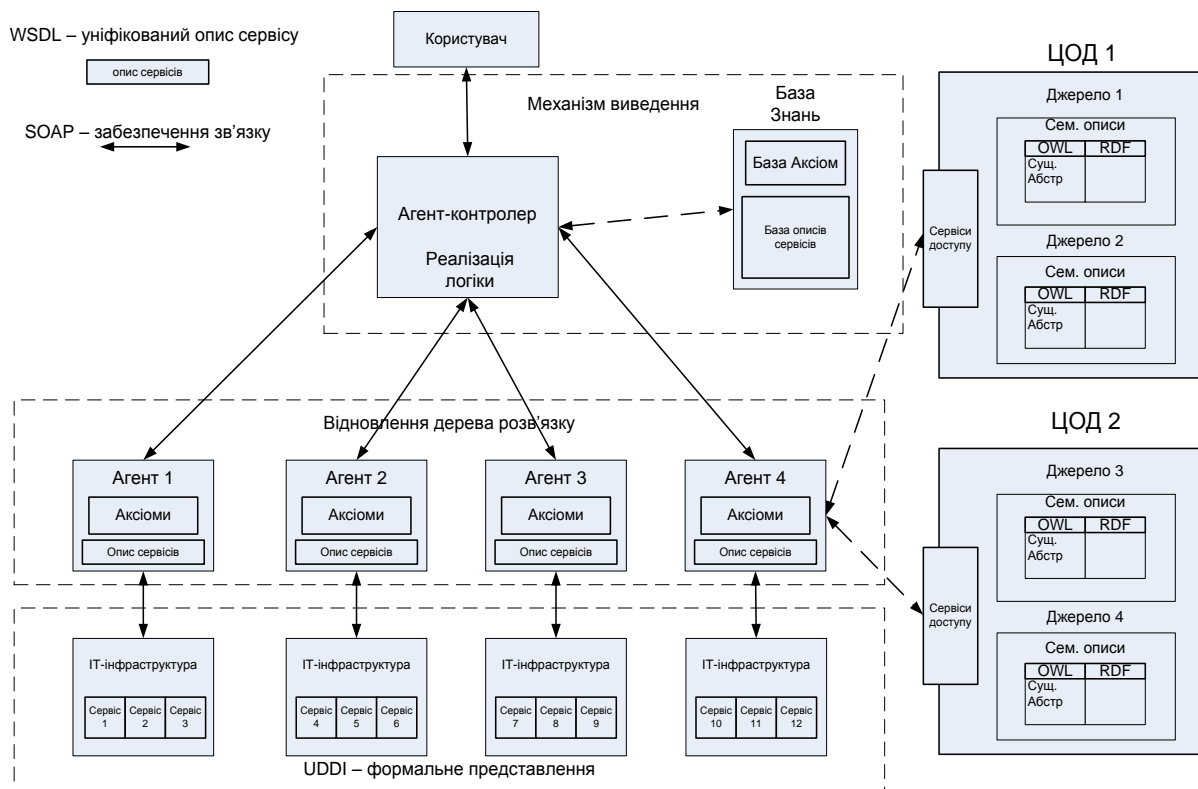 WSDL – уніфікований опис сервісу
опис сервісів
SOAP – забезпечення зв'язку
Користувач
Механізм виведення
База
Знань
База Аксіом
База описів
сервісів
Агент-контролер
Реалізація
логіки
Відновлення дерева розв'язку
Агент 1
Аксіоми
Опис сервісів
Агент 2
Аксіоми
Опис сервісів
Агент 3
Аксіоми
Опис сервісів
Агент 4
Аксіоми
Опис сервісів
ІТ-інфраструктура
Сервіс
1
Сервіс
2
Сервіс
3
ІТ-інфраструктура
Сервіс
4
Сервіс
5
Сервіс
6
ІТ-інфраструктура
Сервіс
7
Сервіс
8
Сервіс
9
ІТ-інфраструктура
Сервіс
10
Сервіс
11
Сервіс
12
UDDI – формальне представлення
ЦОД 1
Джерело 1
Сем. описи
OWL RDF
Сущ.
Абстр
Сервіси
доступу
Джерело 2
Сем. описи
OWL RDF
Сущ.
Абстр
ЦОД 2
Джерело 3
Сем. описи
OWL RDF
Сущ.
Абстр
Сервіси
доступу
Джерело 4
Сем. описи
OWL RDF
Сущ.
Абстр